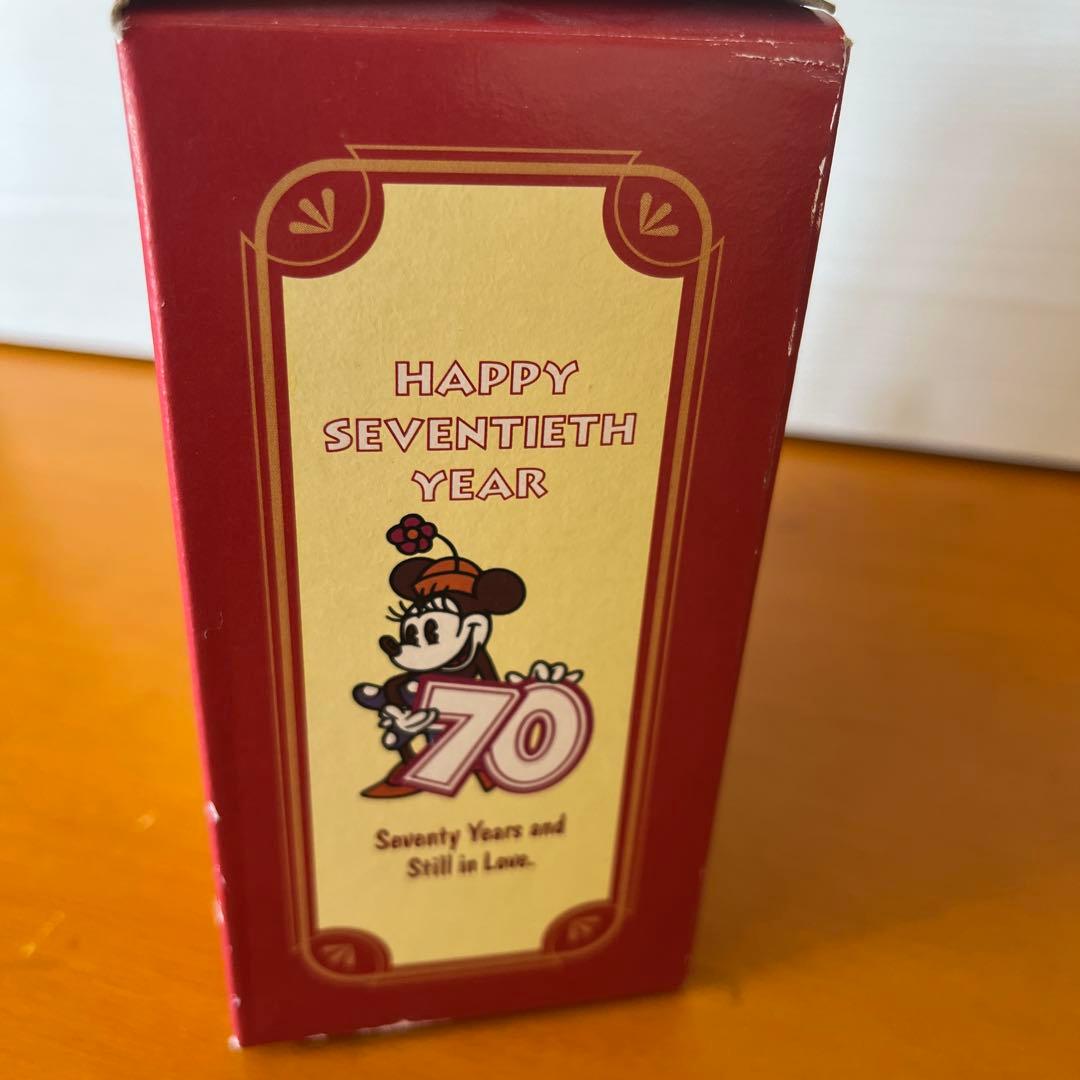 HAPPY
SEVENTIETH
YEAR
70
Seventy Years and
Still in Love.